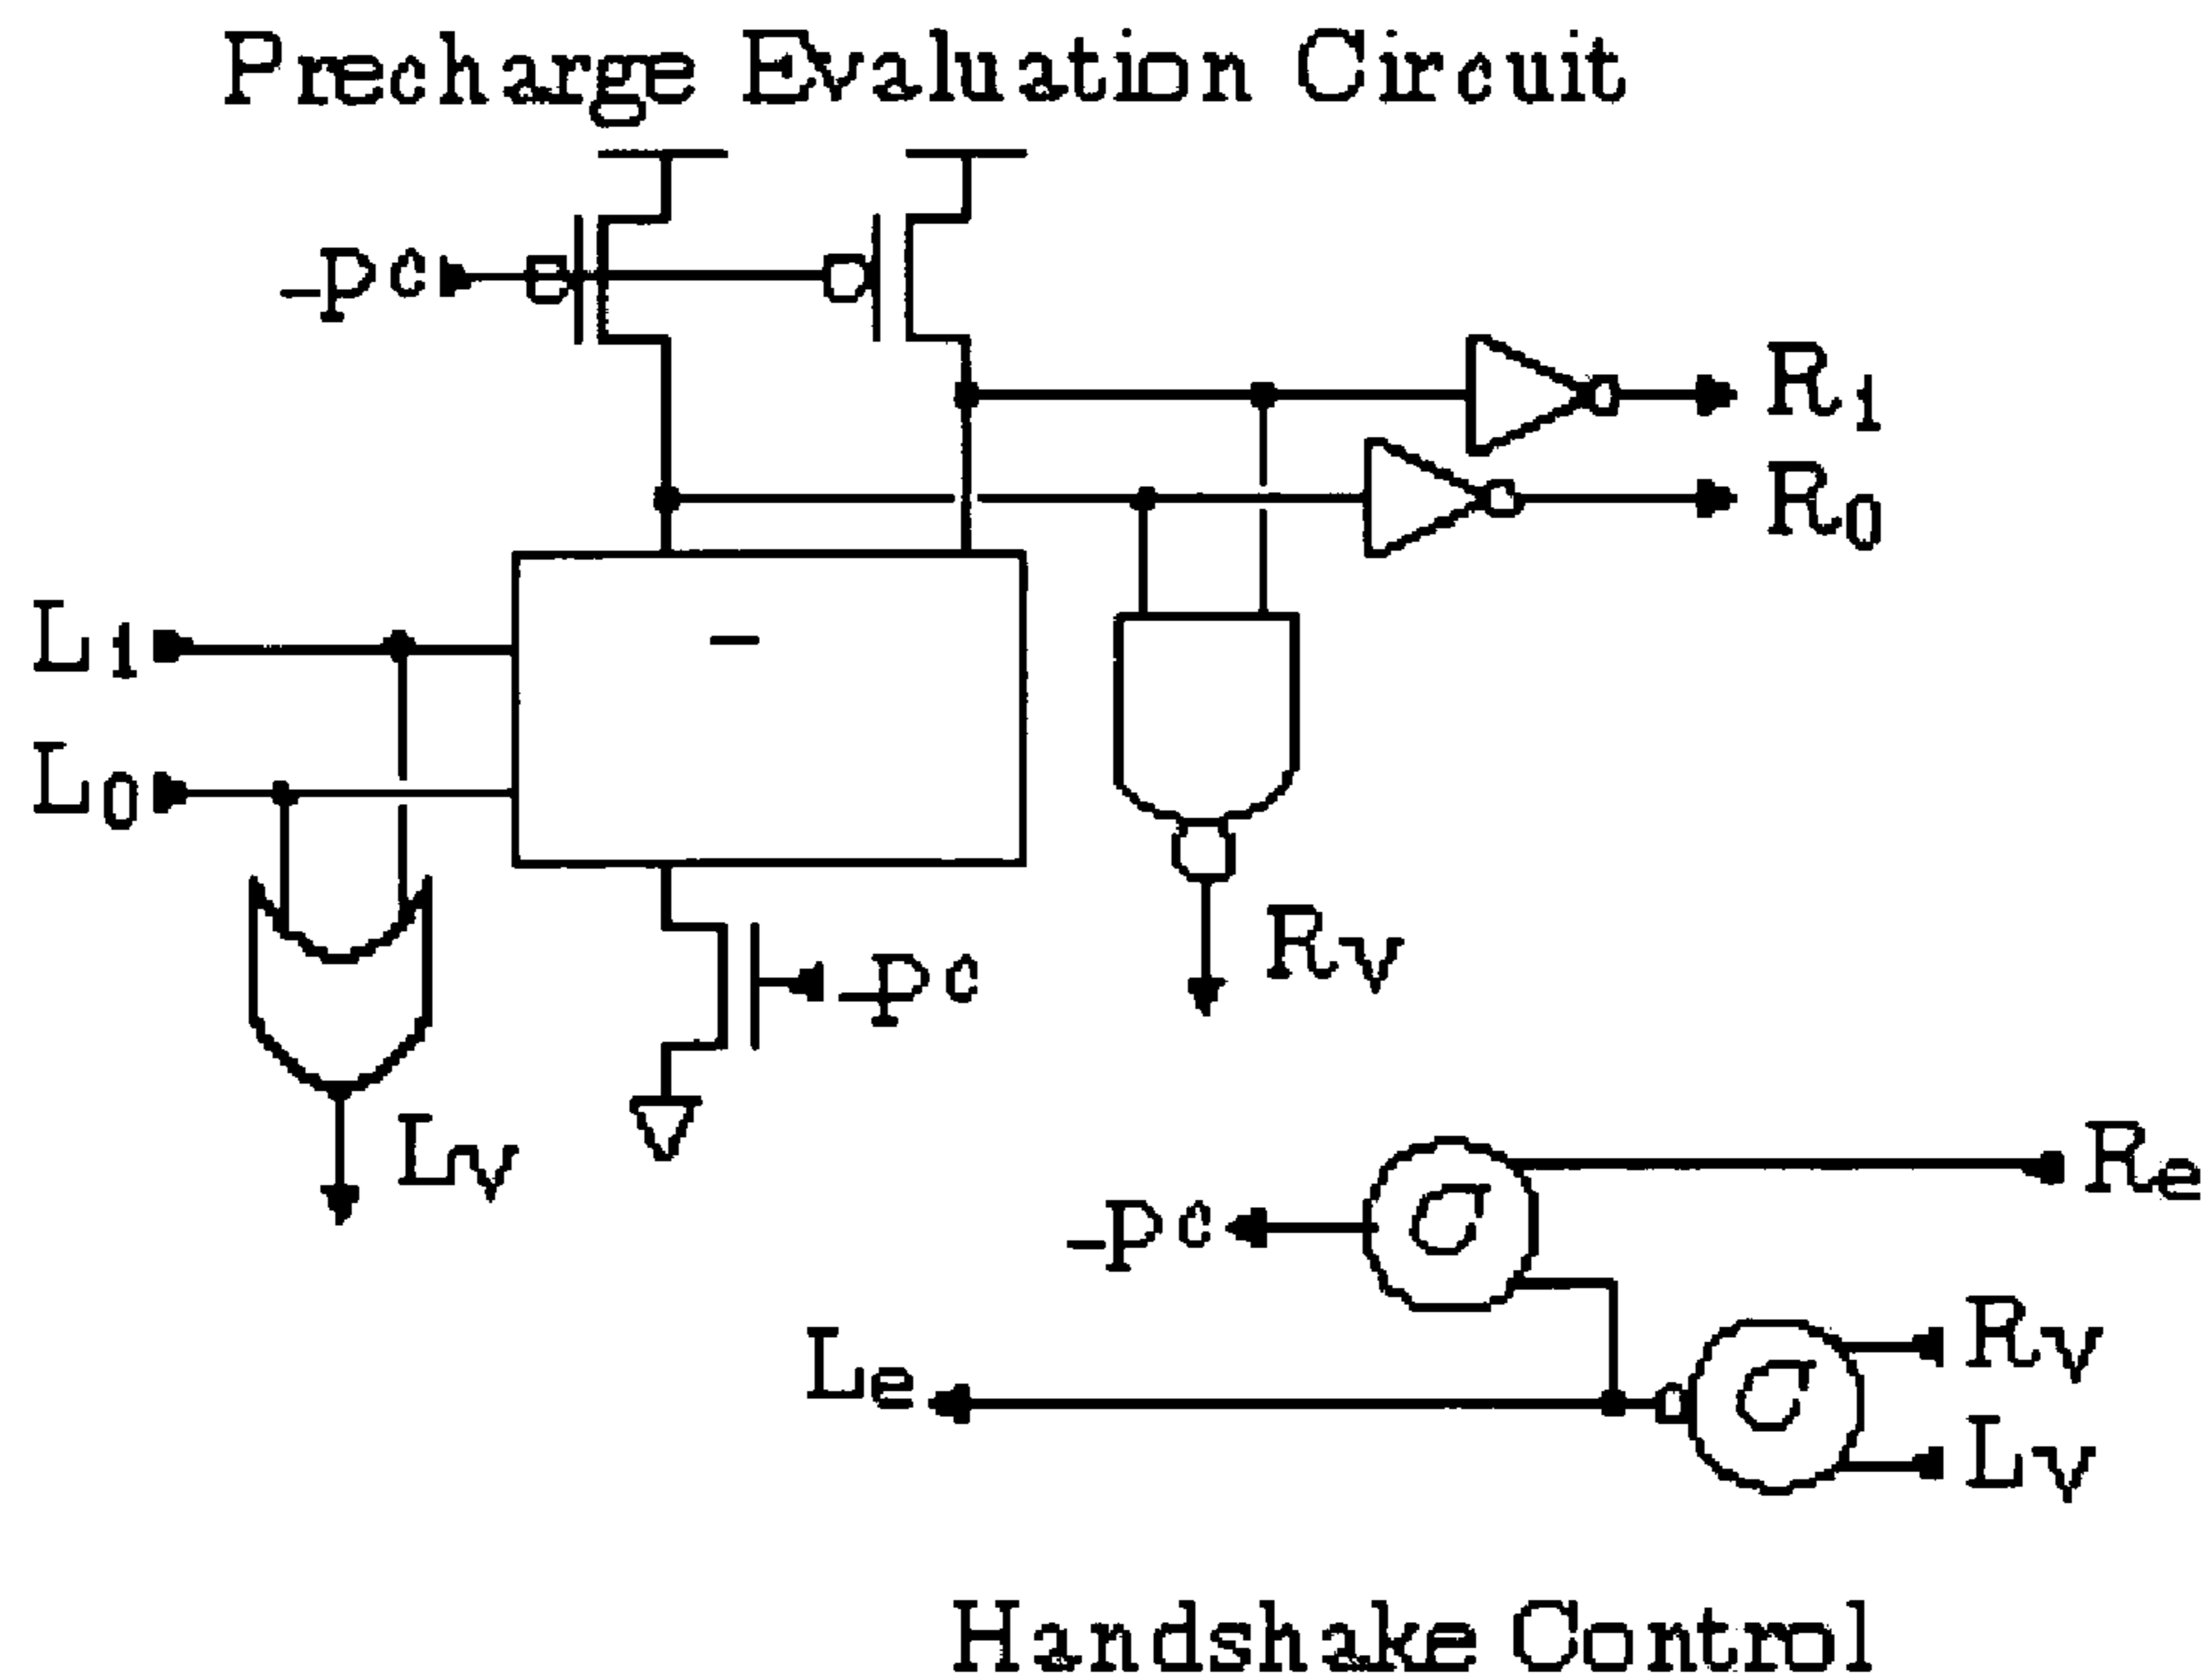 Precharge Evaluation Circuit
_pc
R1
R0
L1
L0
Rv
_pc
Lv
Re
_pc
C
Rv
Le
C
Lv
Handshake Control